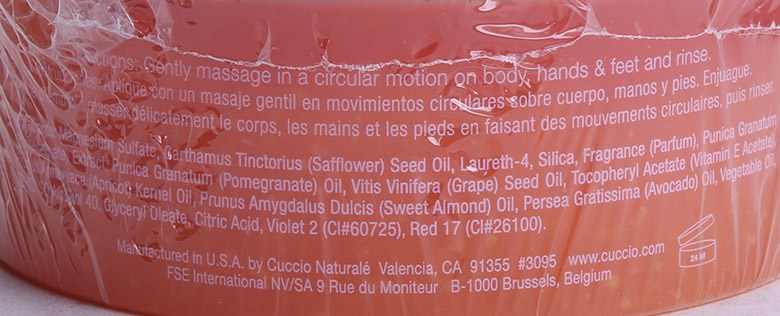 Gently massage in a circular motion on body, hands & feet and rinse.
Aplique con un masaje gentil en movimientos circulares sobre cuerpo, manos y pies. Enjuague.
masser délicatement le corps, les mains et les pieds en faisant des mouvements circulaires, puis rinser.
Magnesium Sulfate, Carthamus Tinctorius (Safflower) Seed Oil, Laureth-4, Silica, Fragrance (Parfum), Punica Granatum
Extract, Punica Granatum (Pomegranate) Oil, Vitis Vinifera (Grape) Seed Oil, Tocopheryl Acetate (Vitamin E Acetate),
(Apricot) Kernel Oil, Prunus Amygdalus Dulcis (Sweet Almond) Oil, Persea Gratissima (Avocado) Oil, Vegetable Oil,
40, Glyceryl Oleate, Citric Acid, Violet 2 (CI#60725), Red 17 (CI#26100).
Manufactured in U.S.A. by Cuccio Naturalé Valencia, CA 91355 #3095 www.cuccio.com
FSE International NV/SA 9 Rue du Moniteur B-1000 Brussels, Belgium
24 M